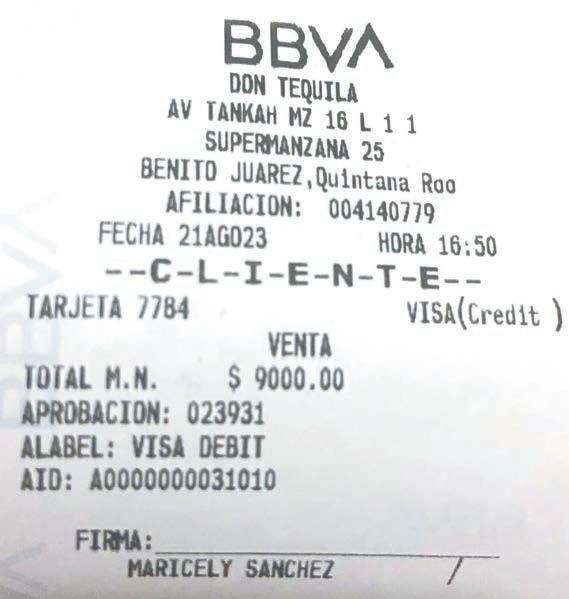 BBVA
DON TEQUILA
AV TANKAH MZ 16 L 1 1
SUPERMANZANA 25
BENITO JUAREZ,Quintana Roo
AFILIACION: 004140779
FECHA 21AGO23 HORA 16:50
--C-L-I-E-N-T-E--
TARJETA 7784 VISA(Credit )
VENTA
TOTAL M.N. $ 9000.00
APROBACION: 023931
ALABEL: VISA DEBIT
AID: A0000000031010
FIRMA:
MARICELY SANCHEZ /